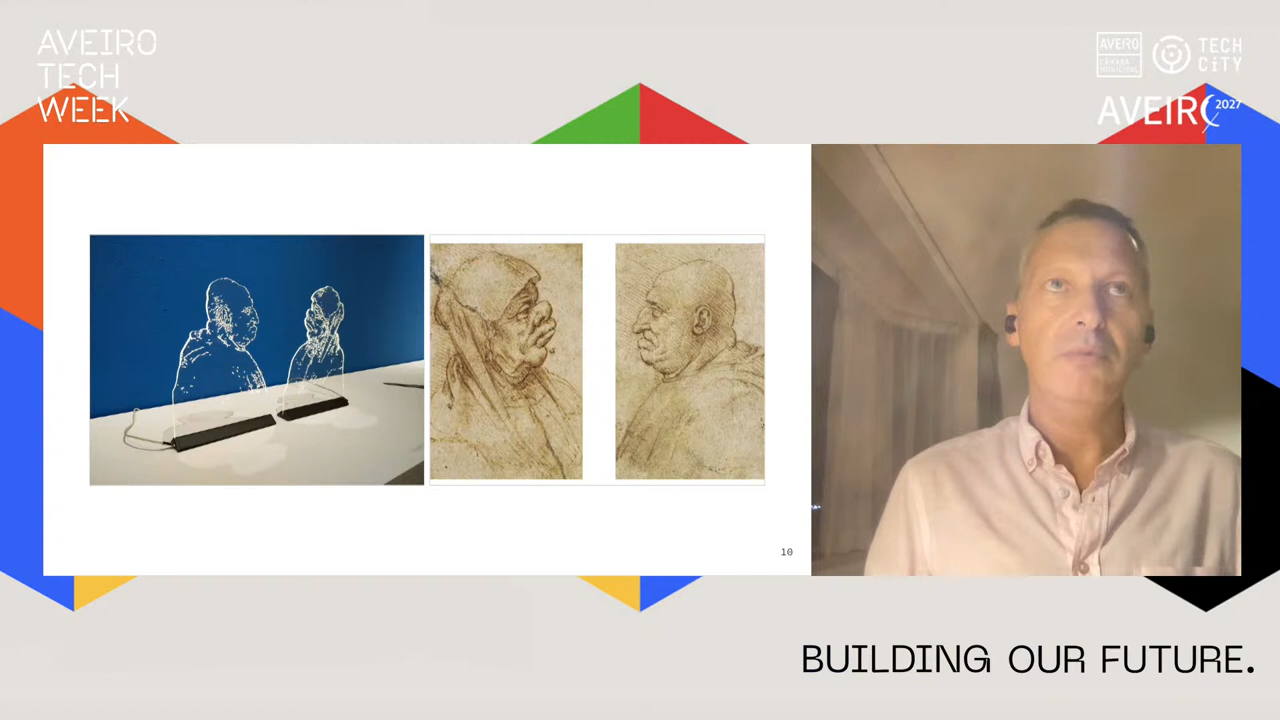 AVEIRO
TECH
WEEK
AVEIRO
CÂMARA
MUNICIPAL
TECH
CITY
AVEIRO
2027
10
BUILDING OUR FUTURE.